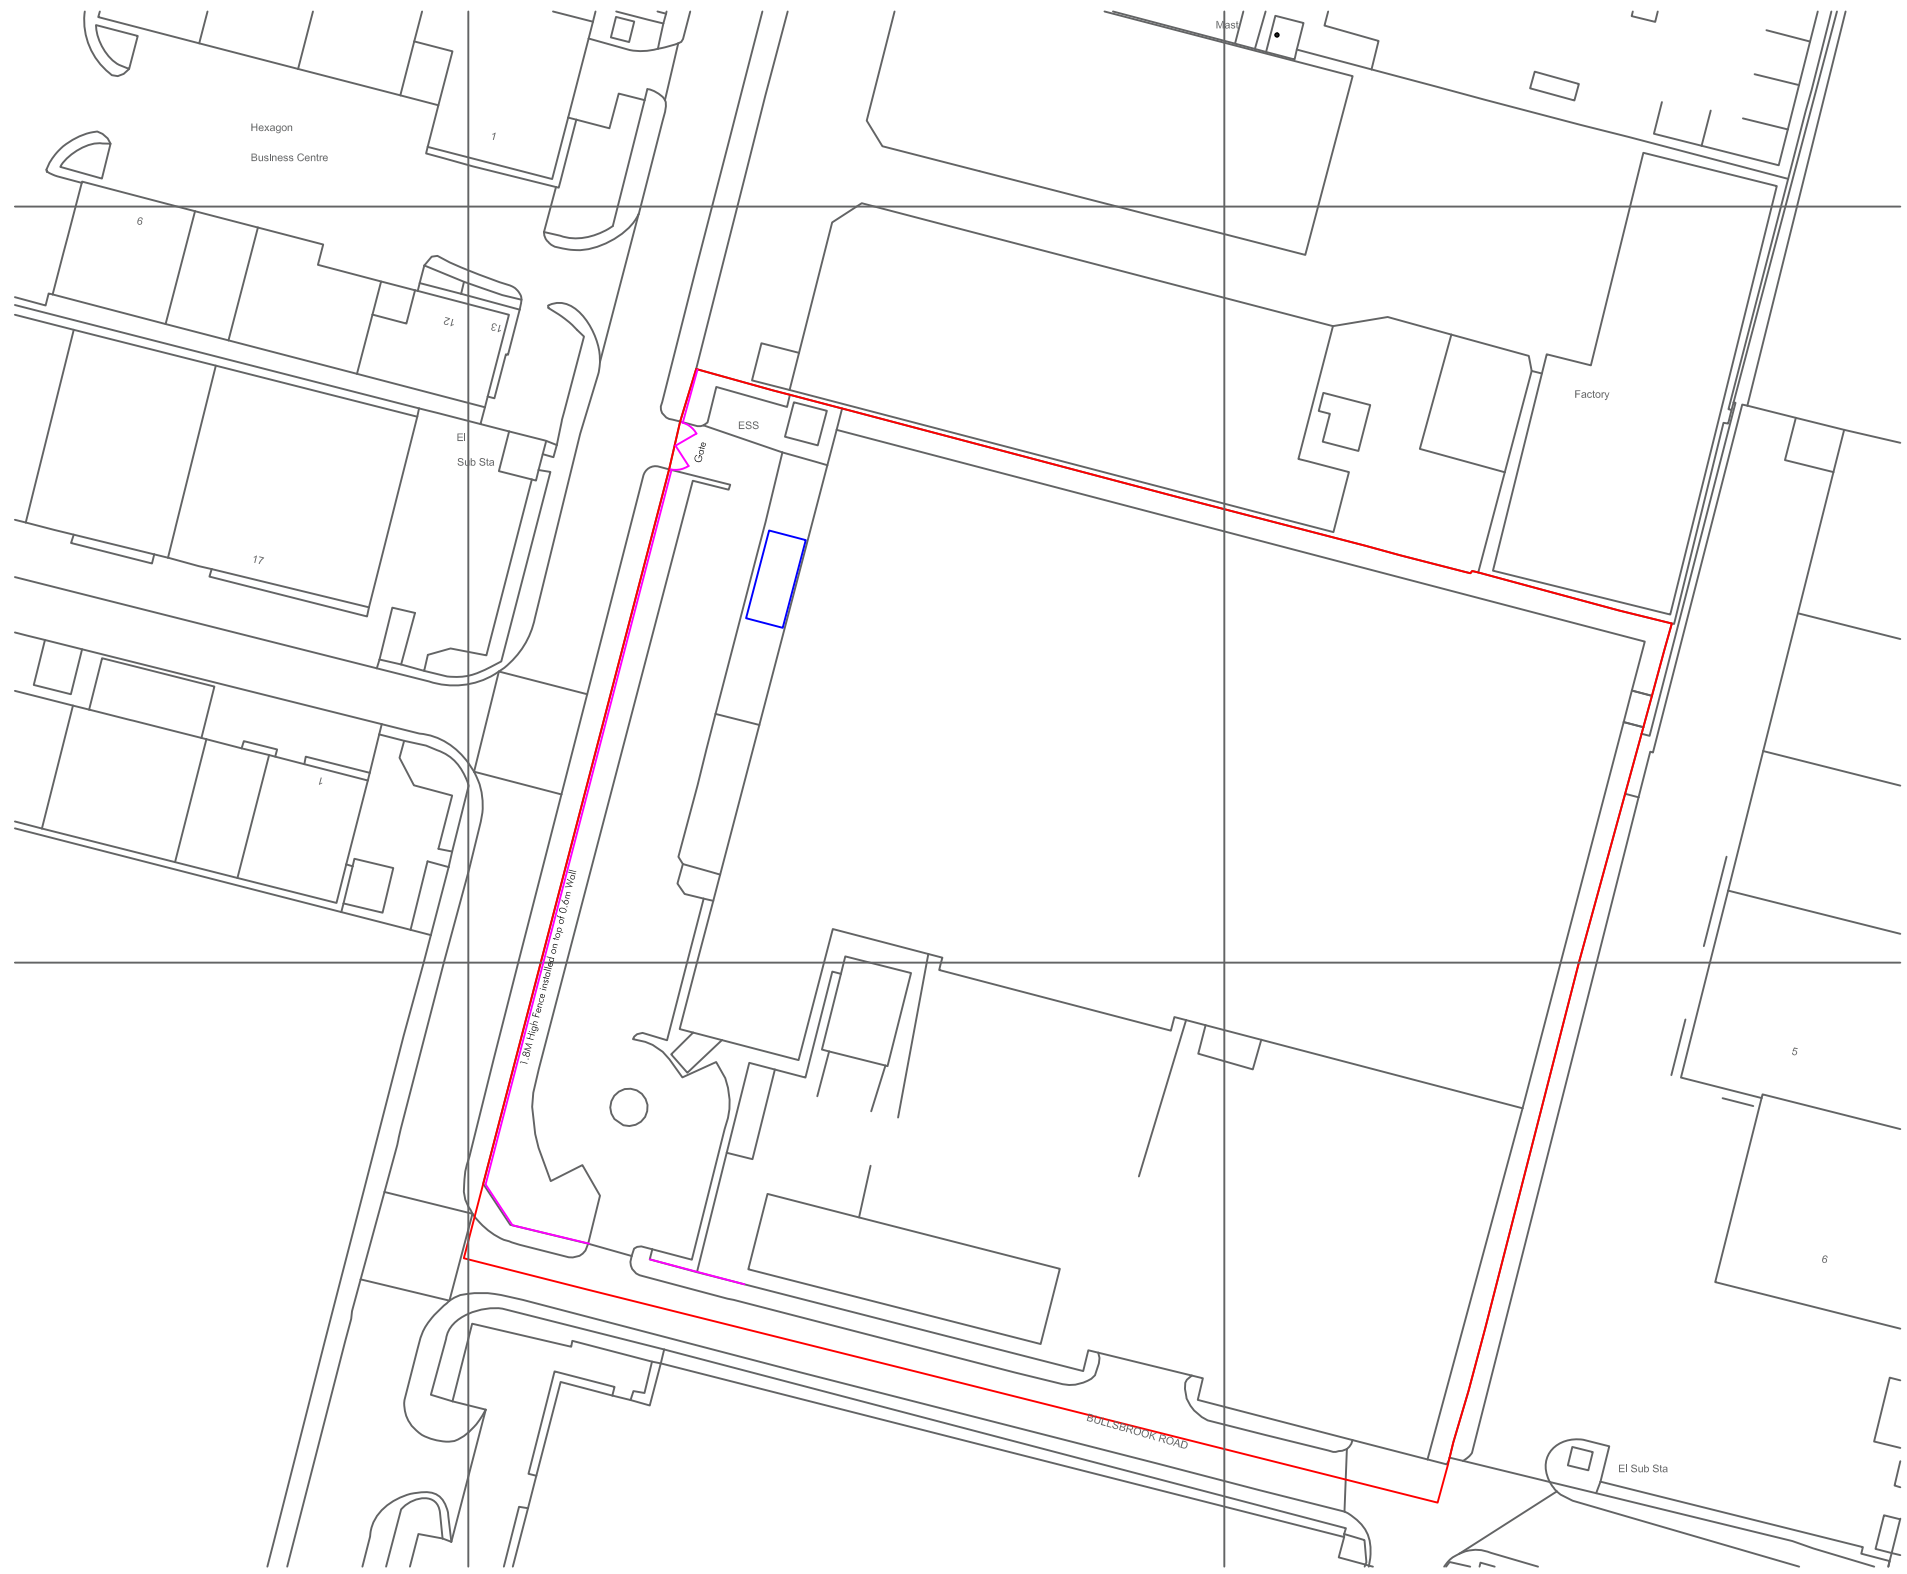 Mast
Hexagon
Business Centre
1
6
12
13
Factory
ESS
El
Sub Sta
Gate
17
1
1.8M High Fence installed on top of 0.6m Wall
5
6
BULLSBROOK ROAD
El Sub Sta